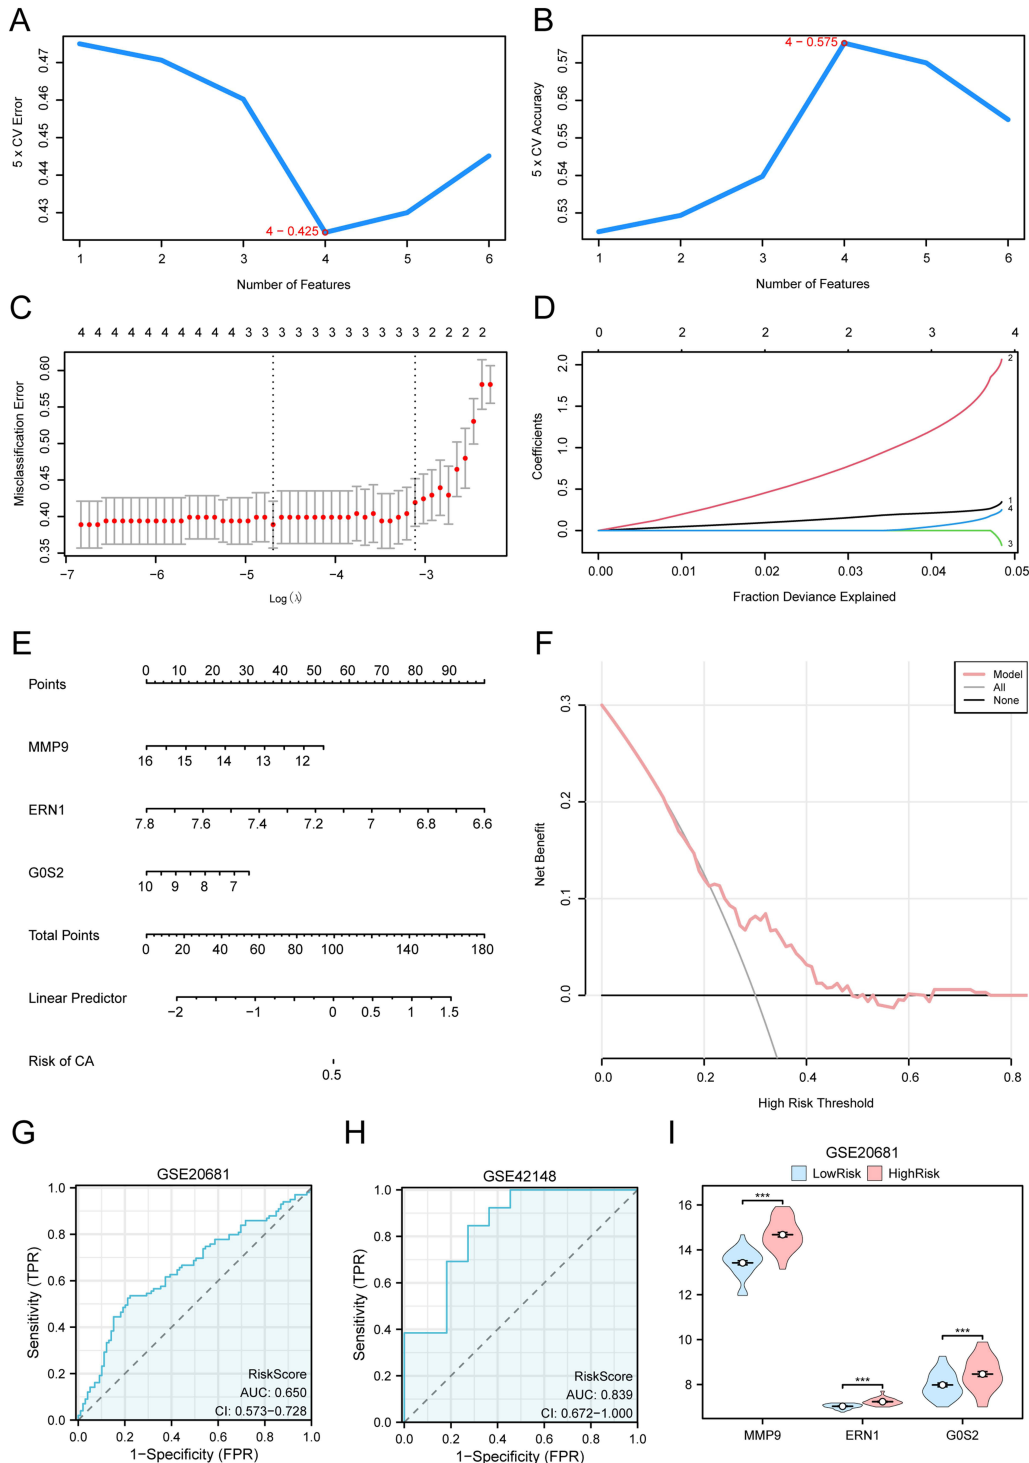 A
5 x CV Error
0.47
0.46
0.45
0.44
0.43
4 − 0.425
1 2 3 4 5 6
Number of Features
B
5 x CV Accuracy
0.57
0.56
0.55
0.54
0.53
4 − 0.575
1 2 3 4 5 6
Number of Features
C
4 4 4 4 4 4 4 4 4 4 3 3 3 3 3 3 3 3 3 3 3 2 2 2 2
Misclassification Error
0.60
0.55
0.50
0.45
0.40
0.35
−7 −6 −5 −4 −3
Log (λ)
D
0 2 2 2 3 4
Coefficients
2.0
1.5
1.0
0.5
0.0
2
1
4
3
0.00 0.01 0.02 0.03 0.04 0.05
Fraction Deviance Explained
E
Points
0 10 20 30 40 50 60 70 80 90
MMP9
16 15 14 13 12
ERN1
7.8 7.6 7.4 7.2 7 6.8 6.6
G0S2
10 9 8 7
Total Points
0 20 40 60 80 100 140 180
Linear Predictor
−2 −1 0 0.5 1 1.5
Risk of CA
0.5
F
Model
All
None
Net Benefit
0.3
0.2
0.1
0.0
0.0 0.2 0.4 0.6 0.8
High Risk Threshold
G
GSE20681
Sensitivity (TPR)
1.0
0.8
0.6
0.4
0.2
0.0
RiskScore
AUC: 0.650
CI: 0.573−0.728
0.0 0.2 0.4 0.6 0.8 1.0
1−Specificity (FPR)
H
GSE42148
Sensitivity (TPR)
1.0
0.8
0.6
0.4
0.2
0.0
RiskScore
AUC: 0.839
CI: 0.672−1.000
0.0 0.2 0.4 0.6 0.8 1.0
1−Specificity (FPR)
I
GSE20681
LowRisk HighRisk
16
14
12
10
8
***
***
***
MMP9 ERN1 G0S2